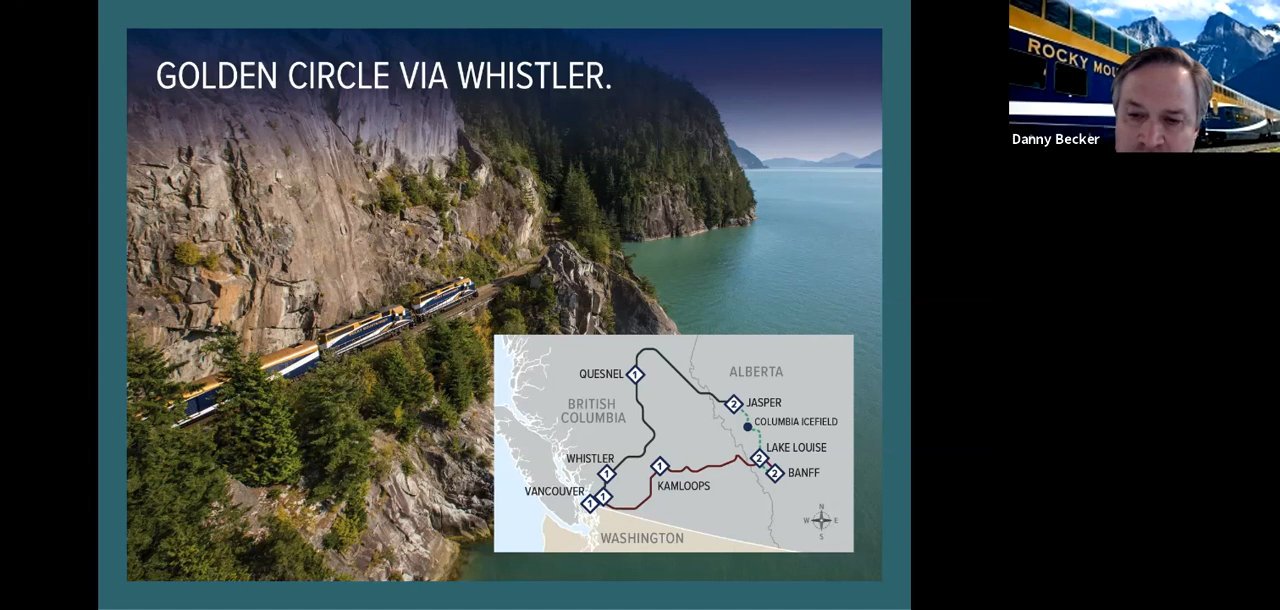 GOLDEN CIRCLE VIA WHISTLER.
ROCKY MOU
Danny Becker
QUESNEL
1
ALBERTA
2
JASPER
BRITISH
COLUMBIA
COLUMBIA ICEFIELD
LAKE LOUISE
2
WHISTLER
1
1
KAMLOOPS
2
BANFF
VANCOUVER
1
1
WASHINGTON
N
W
E
S